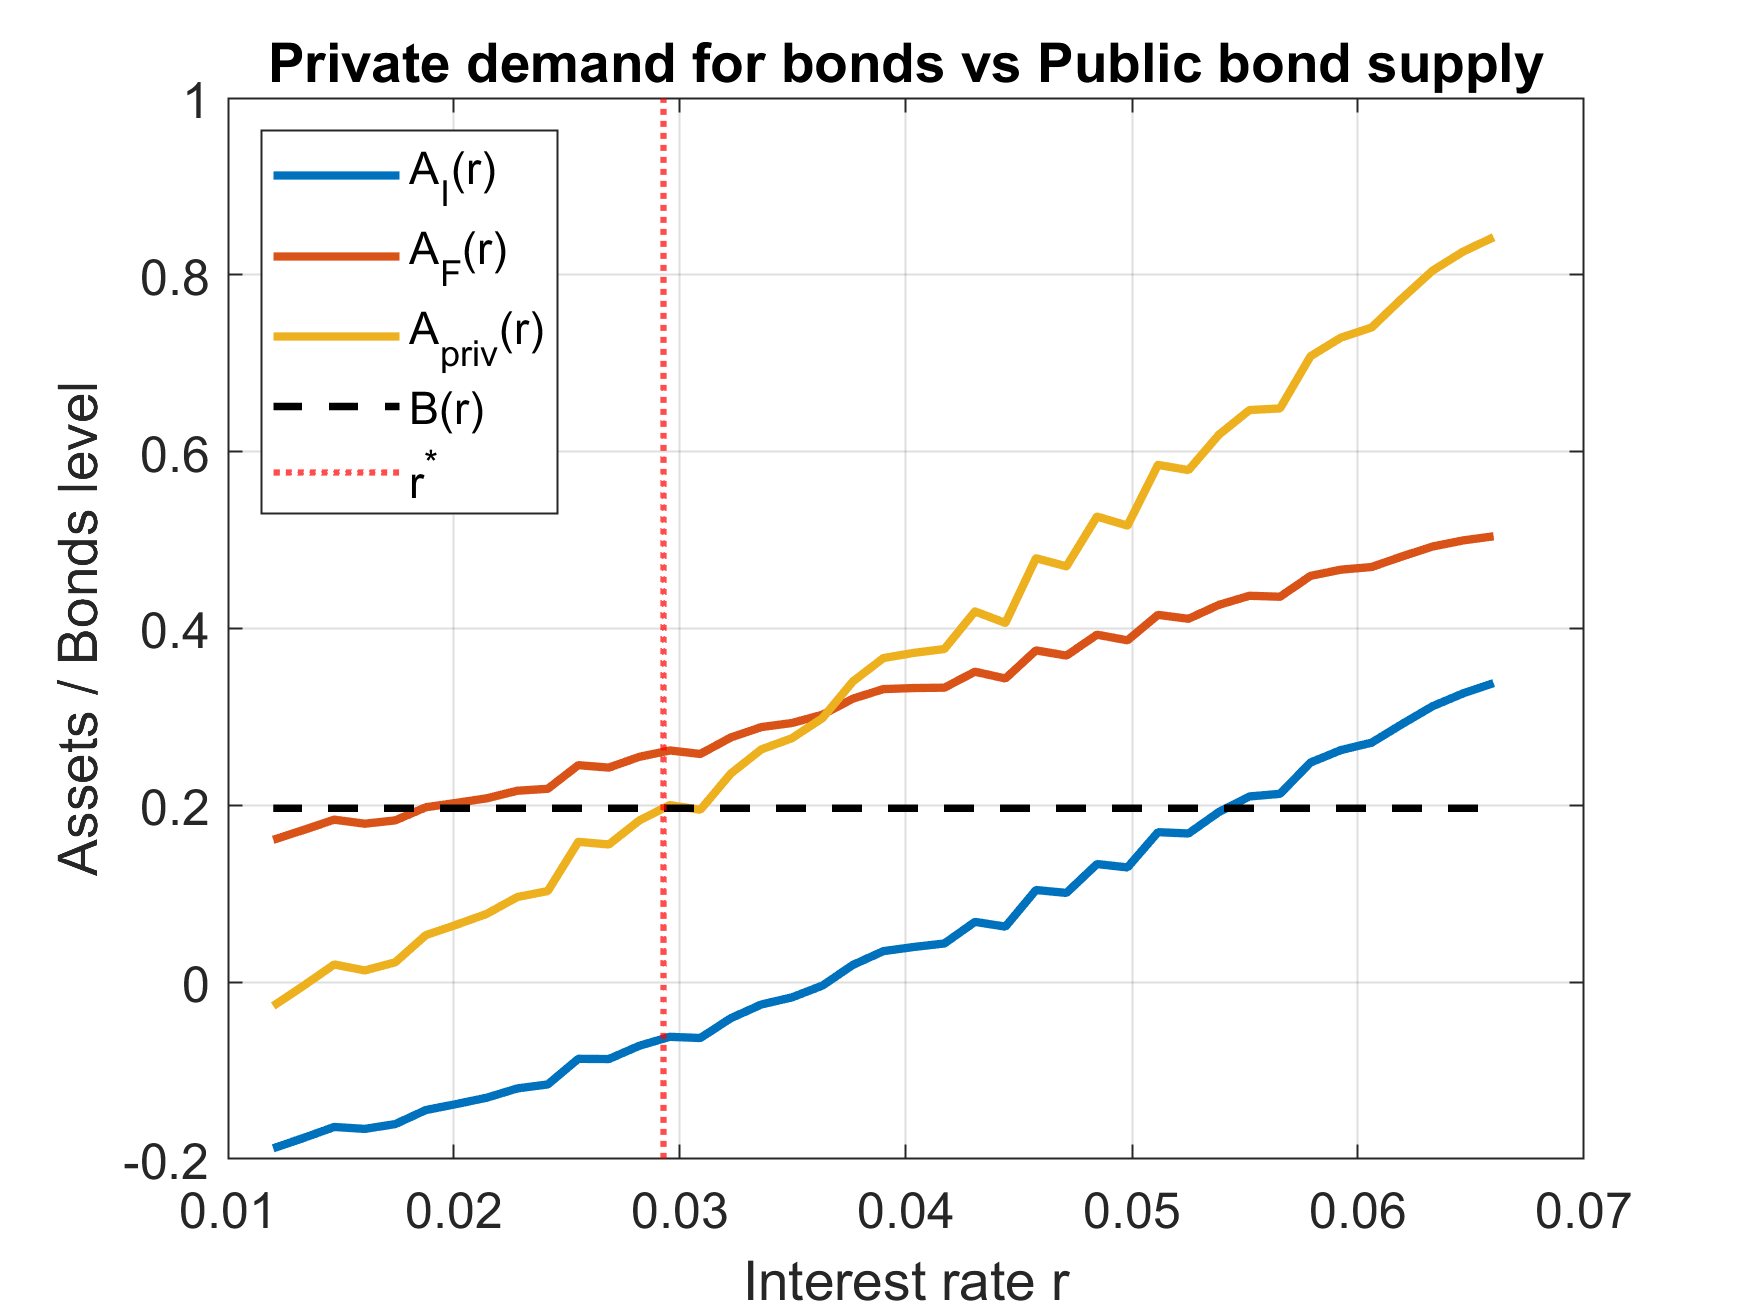 Private demand for bonds vs Public bond supply
Assets / Bonds level
1
0.8
0.6
0.4
0.2
0
-0.2
A_I(r)
A_F(r)
A_priv(r)
B(r)
r^*
0.01 0.02 0.03 0.04 0.05 0.06 0.07
Interest rate r